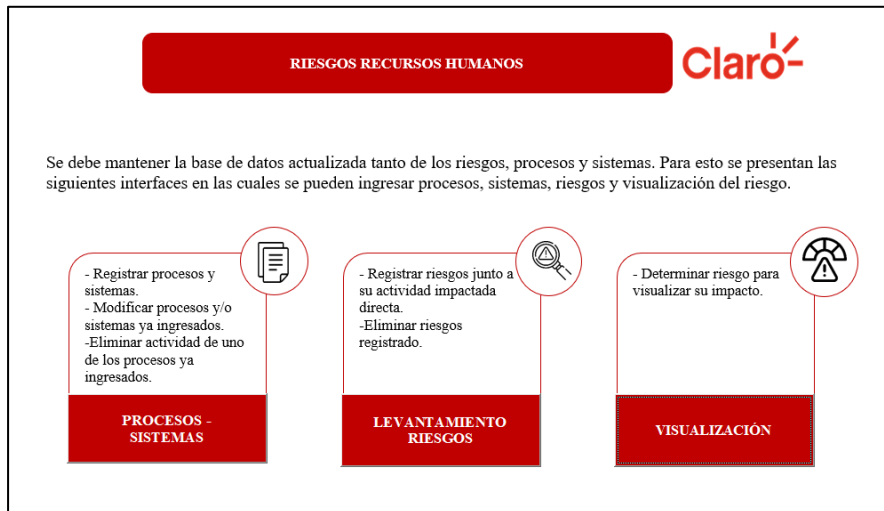 RIESGOS RECURSOS HUMANOS
Claro
Se debe mantener la base de datos actualizada tanto de los riesgos, procesos y sistemas. Para esto se presentan las
siguientes interfaces en las cuales se pueden ingresar procesos, sistemas, riesgos y visualización del riesgo.
- Registrar procesos y
sistemas.
- Modificar procesos y/o
sistemas ya ingresados.
-Eliminar actividad de uno
de los procesos ya
ingresados.
PROCESOS -
SISTEMAS
- Registrar riesgos junto a
su actividad impactada
directa.
-Eliminar riesgos
registrado.
LEVANTAMIENTO
RIESGOS
- Determinar riesgo para
visualizar su impacto.
VISUALIZACIÓN